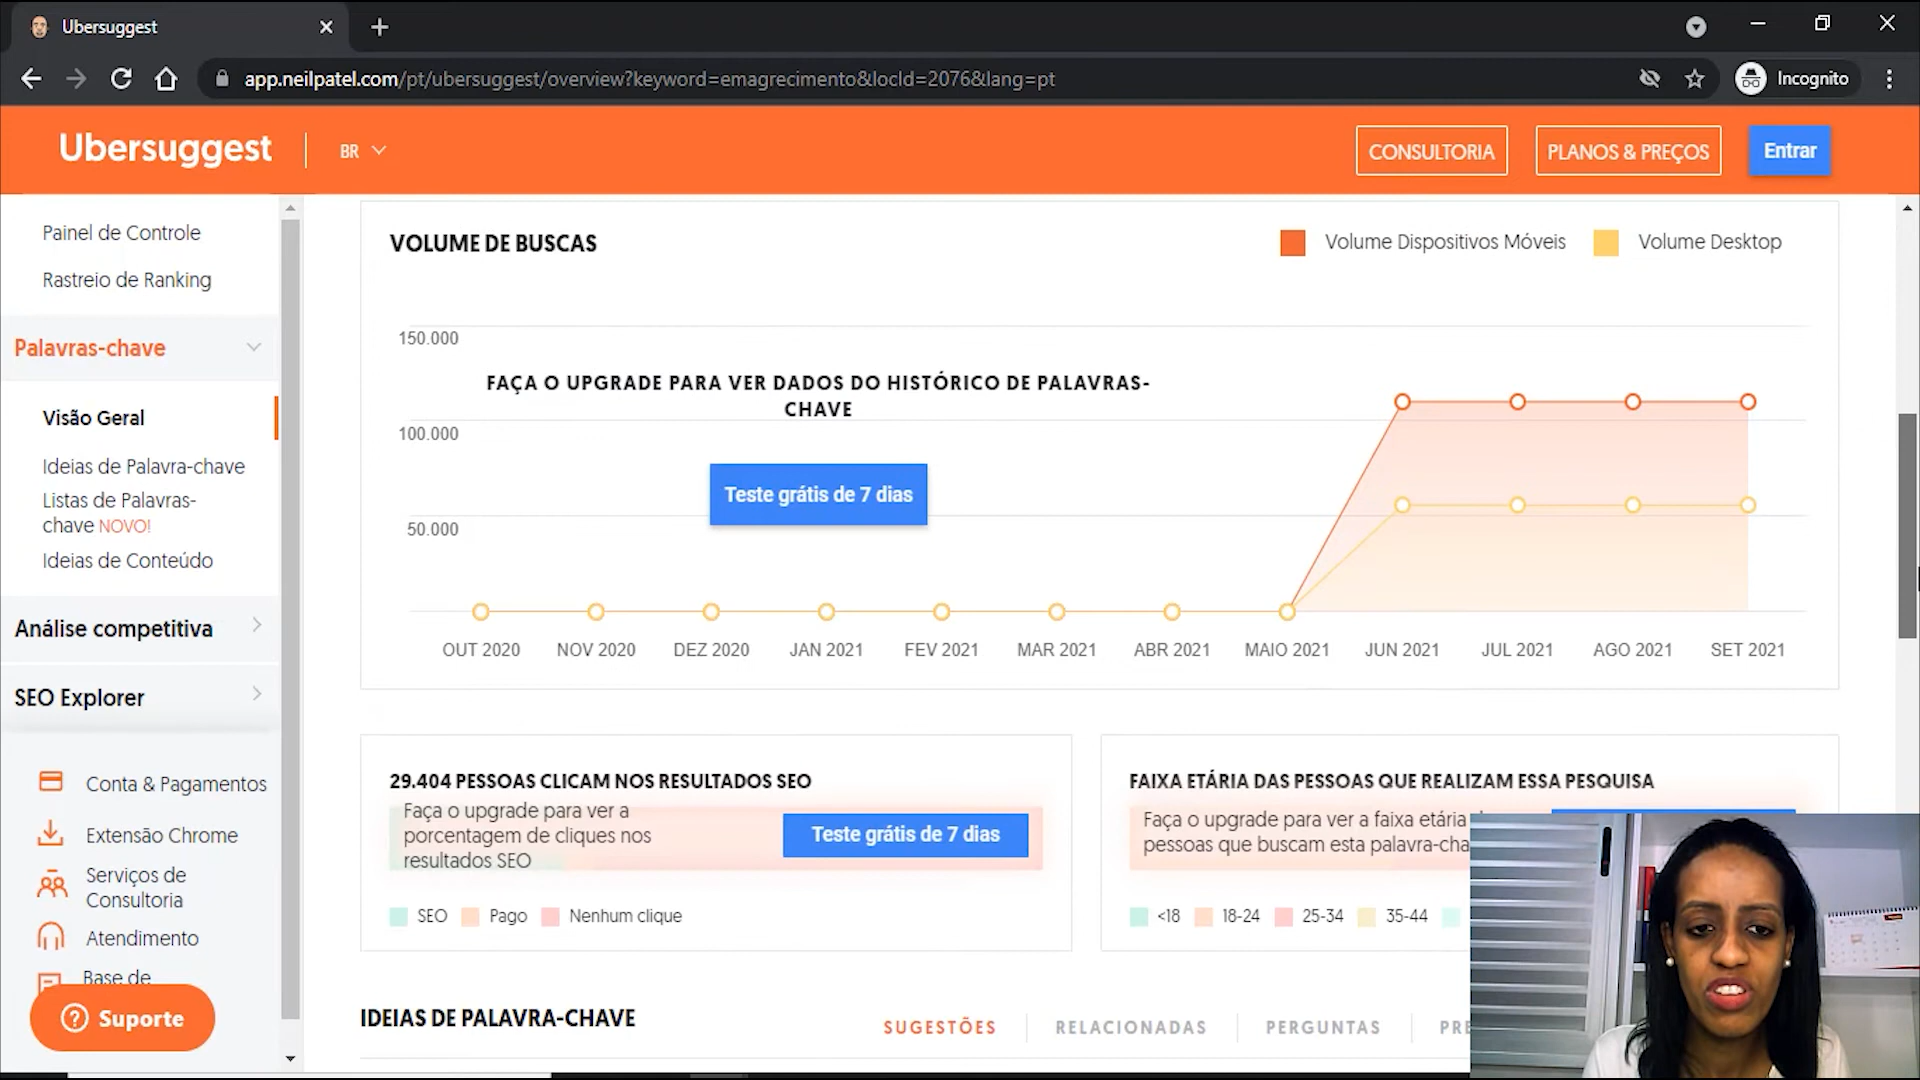 Ubersuggest
app.neilpatel.com/pt/ubersuggest/overview?keyword=emagrecimento&locId=2076&lang=pt
Incognito
Ubersuggest
BR
CONSULTORIA
PLANOS & PREÇOS
Entrar
Painel de Controle
Rastreio de Ranking
Palavras-chave
Visão Geral
Ideias de Palavra-chave
Listas de Palavras-
chave NOVO!
Ideias de Conteúdo
Análise competitiva
SEO Explorer
Conta & Pagamentos
Extensão Chrome
Serviços de
Consultoria
Atendimento
Base de
Suporte
VOLUME DE BUSCAS
Volume Dispositivos Móveis
Volume Desktop
150.000
FAÇA O UPGRADE PARA VER DADOS DO HISTÓRICO DE PALAVRAS-
CHAVE
100.000
Teste grátis de 7 dias
50.000
OUT 2020 NOV 2020 DEZ 2020 JAN 2021 FEV 2021 MAR 2021 ABR 2021 MAIO 2021 JUN 2021 JUL 2021 AGO 2021 SET 2021
29.404 PESSOAS CLICAM NOS RESULTADOS SEO
Faça o upgrade para ver a
porcentagem de cliques nos
resultados SEO
Teste grátis de 7 dias
SEO Pago Nenhum clique
FAIXA ETÁRIA DAS PESSOAS QUE REALIZAM ESSA PESQUISA
Faça o upgrade para ver a faixa etária
pessoas que buscam esta palavra-cha
<18 18-24 25-34 35-44
IDEIAS DE PALAVRA-CHAVE
SUGESTÕES RELACIONADAS PERGUNTAS PRE